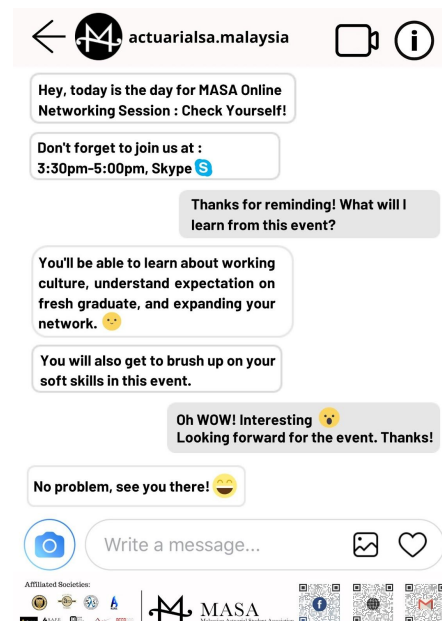 actuarialsa.malaysia
Hey, today is the day for MASA Online
Networking Session : Check Yourself!
Don't forget to join us at :
3:30pm-5:00pm, Skype
Thanks for reminding! What will I
learn from this event?
You'll be able to learn about working
culture, understand expectation on
fresh graduate, and expanding your
network.
You will also get to brush up on your
soft skills in this event.
Oh WOW! Interesting
Looking forward for the event. Thanks!
No problem, see you there!
Write a message...
Affiliated Societies:
MASA